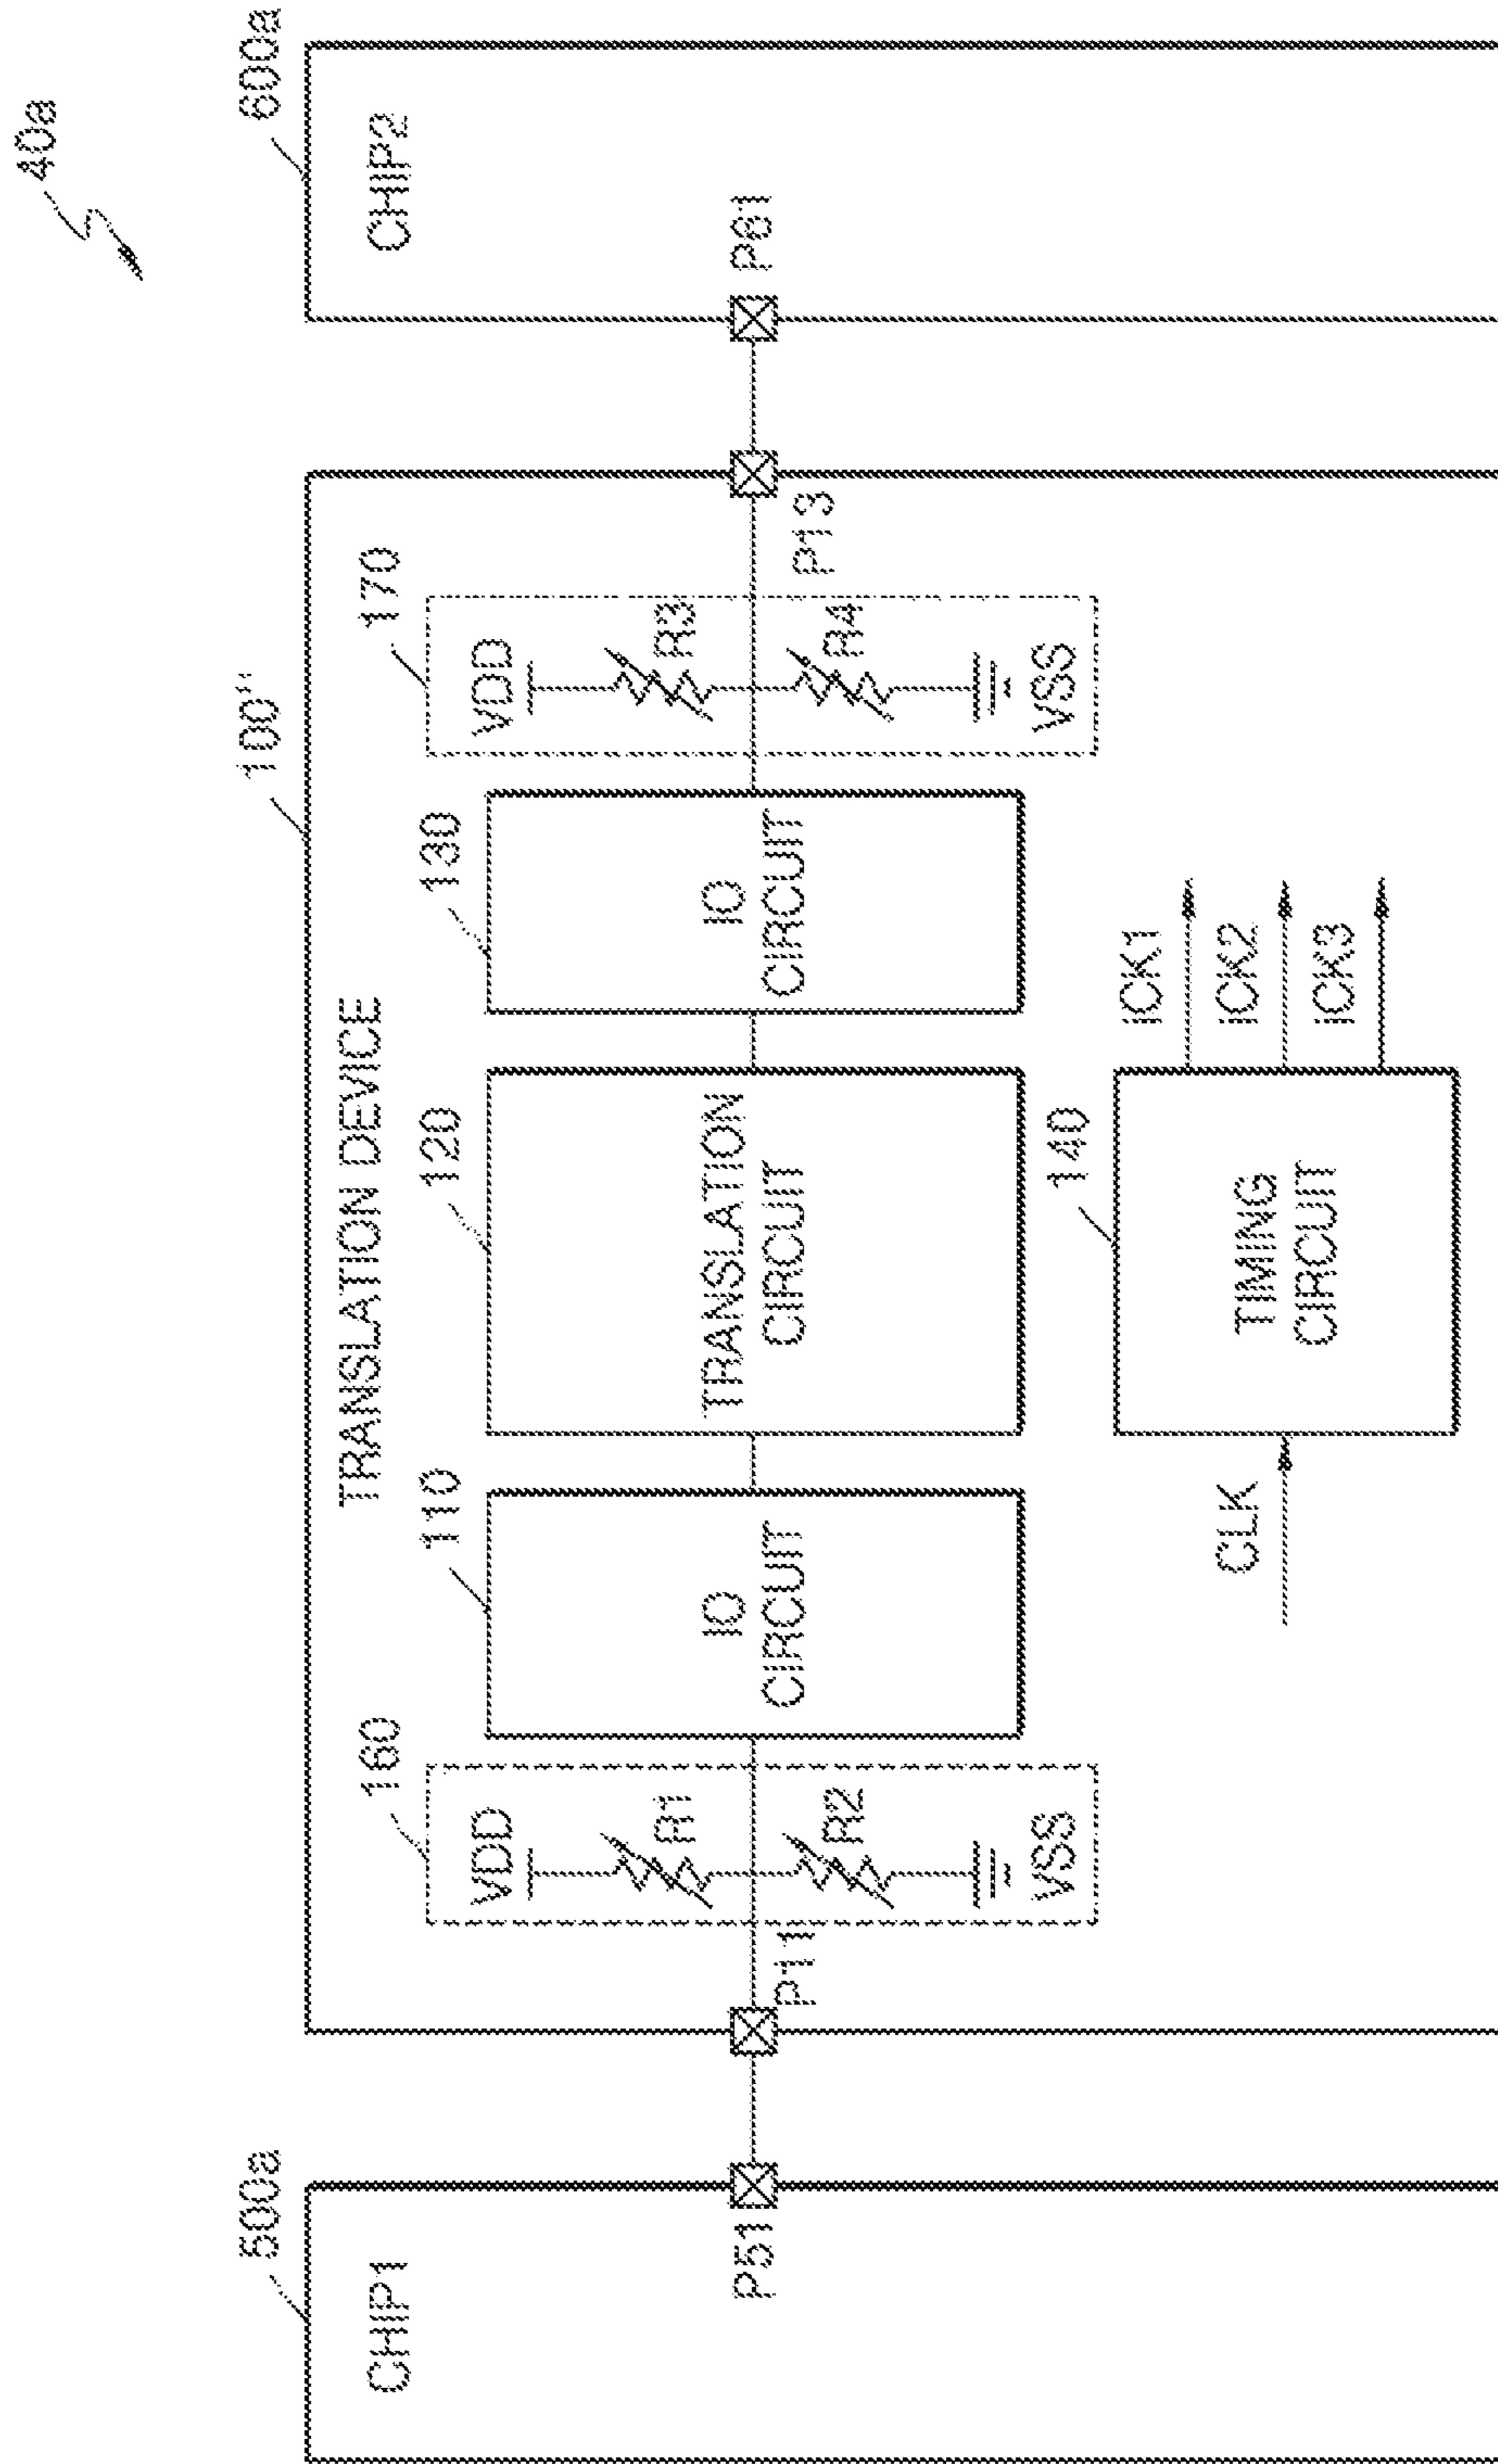 40a
500a
100"
600a
CHIP1
TRANSLATION DEVICE
CHIP2
160
110
120
130
170
VDD
R1
R2
VSS
IO
CIRCUIT
TRANSLATION
CIRCUIT
IO
CIRCUIT
VDD
R3
R4
VSS
P51
P11
P13
P61
140
CLK
TIMING
CIRCUIT
ICK1
ICK2
ICK3